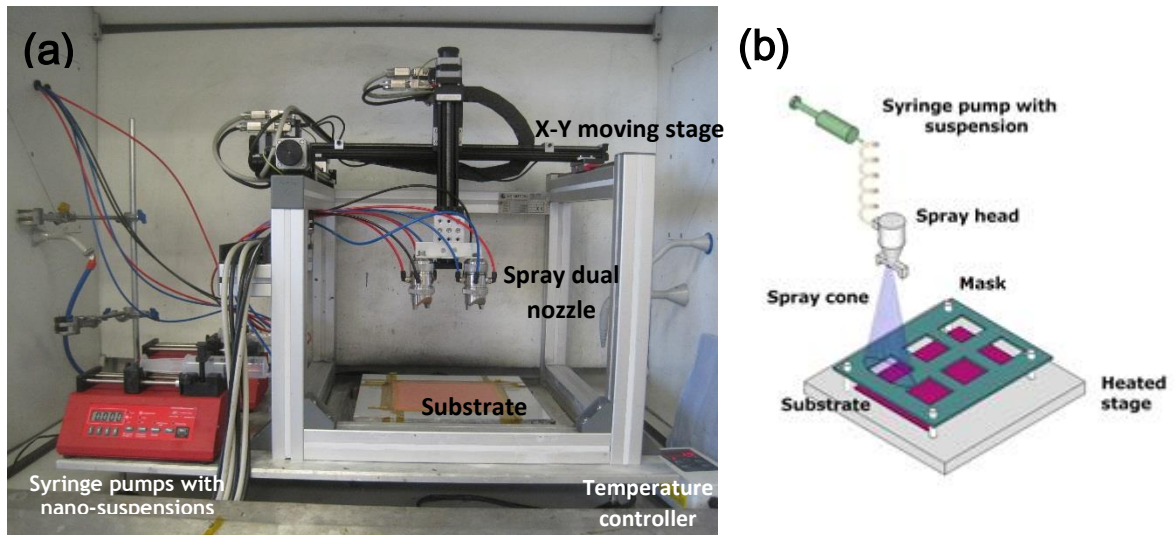 (a)
X-Y moving stage
Spray dual
nozzle
Substrate
Syringe pumps with
nano-suspensions
Temperature
controller
(b)
Syringe pump with
suspension
Spray head
Spray cone
Mask
Substrate
Heated
stage